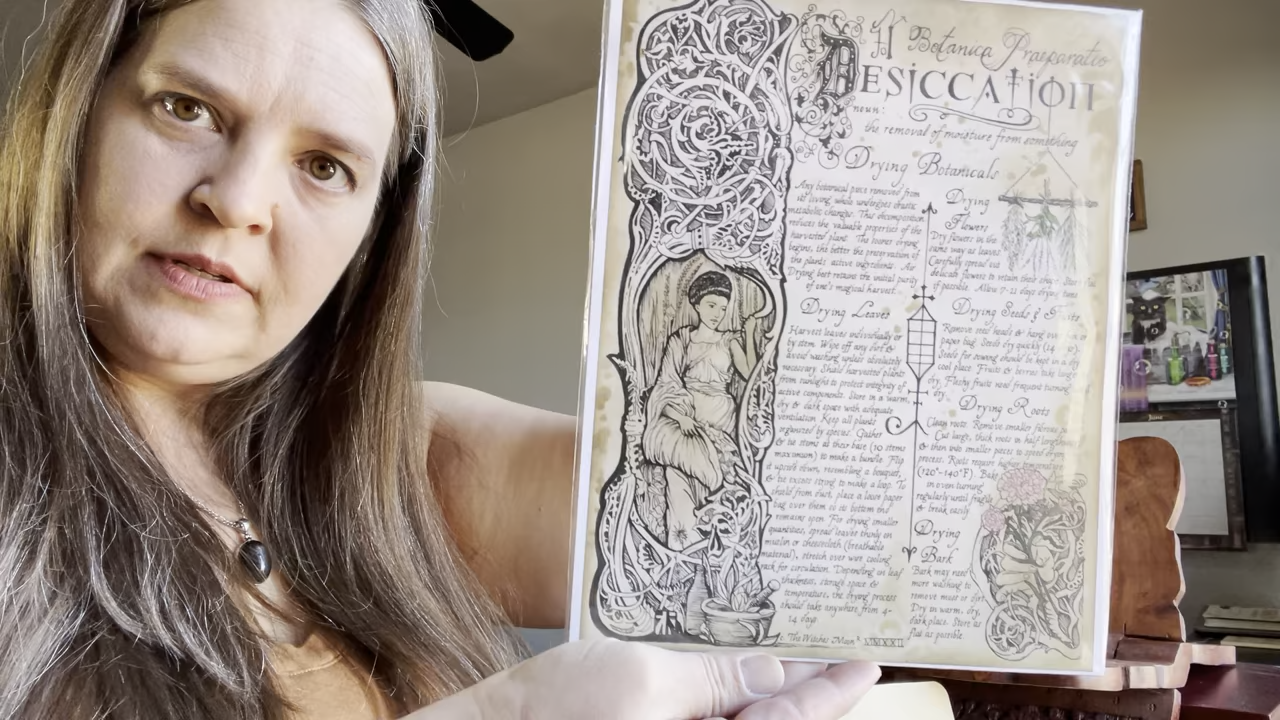 A Botanica Praeparatio
DESICCATION
noun:
the removal of moisture from something
Drying Botanicals
Any botanical piece removed from
its living whole undergoes drastic
metabolic changes. This decomposition
reduces the valuable properties of the
harvested plant. The sooner drying
begins, the better the preservation of
the plants active ingredients. Air
Drying best retains the initial purity
of one's magical harvest.
Drying Leaves
Harvest leaves individually or
by stem. Wipe off any dirt &
avoid washing unless absolutely
necessary. Shield harvested plants
from sunlight to protect integrity of
active components. Store in a warm,
dry & dark space with adequate
ventilation. Keep all plants
organized by species. Gather
& tie stems at their base (10 stems
maximum) to make a bundle. Flip
it upside down, resembling a bouquet,
& tie excess string to make a loop. To
shield from dust, place a loose paper
bag over them so its bottom
remains open. For drying smaller
quantities, spread leaves thinly on
muslin or cheesecloth (breathable
material), stretch over wire cooling
rack for circulation. Depending on leaf
thickness, storage space &
temperature, the drying process
should take anywhere from 4-
14 days
Drying
Flowers
Dry flowers in the
same way as leaves.
Carefully spread out
delicate flowers to retain their shape.
if possible. Allow 7-21 days drying time
Drying Seeds & Fruits
Remove seed heads & hang
paper bag. Seeds dry quickly (14
Seeds for sowing should be kept in a dry
cool place. Fruits & berries take longer
dry. Fleshy fruits need frequent turning
Drying Roots
Clean roots. Remove smaller fibrous
Cut large, thick roots in half lengthwise
& then into smaller pieces to speed drying
process. Roots require
(120°-140°F). Bake
in oven turning
regularly until fragile
& break easily
Drying
Bark
Bark may need
more washing to
remove moss or dirt
Dry in warm, dry,
dark place. Store as
flat as possible
The Witches Moon
June